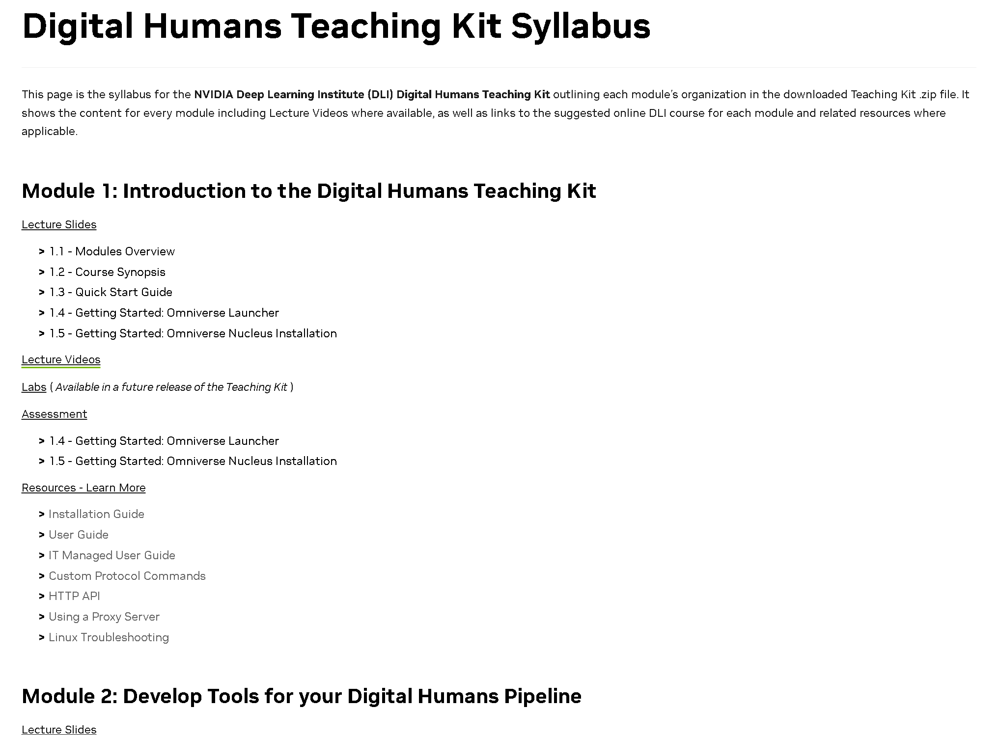 Digital Humans Teaching Kit Syllabus
This page is the syllabus for the NVIDIA Deep Learning Institute (DLI) Digital Humans Teaching Kit outlining each module's organization in the downloaded Teaching Kit .zip file. It
shows the content for every module including Lecture Videos where available, as well as links to the suggested online DLI course for each module and related resources where
applicable.
Module 1: Introduction to the Digital Humans Teaching Kit
Lecture Slides
> 1.1 - Modules Overview
> 1.2 - Course Synopsis
> 1.3 - Quick Start Guide
> 1.4 - Getting Started: Omniverse Launcher
> 1.5 - Getting Started: Omniverse Nucleus Installation
Lecture Videos
Labs ( Available in a future release of the Teaching Kit )
Assessment
> 1.4 - Getting Started: Omniverse Launcher
> 1.5 - Getting Started: Omniverse Nucleus Installation
Resources - Learn More
> Installation Guide
> User Guide
> IT Managed User Guide
> Custom Protocol Commands
> HTTP API
> Using a Proxy Server
> Linux Troubleshooting
Module 2: Develop Tools for your Digital Humans Pipeline
Lecture Slides